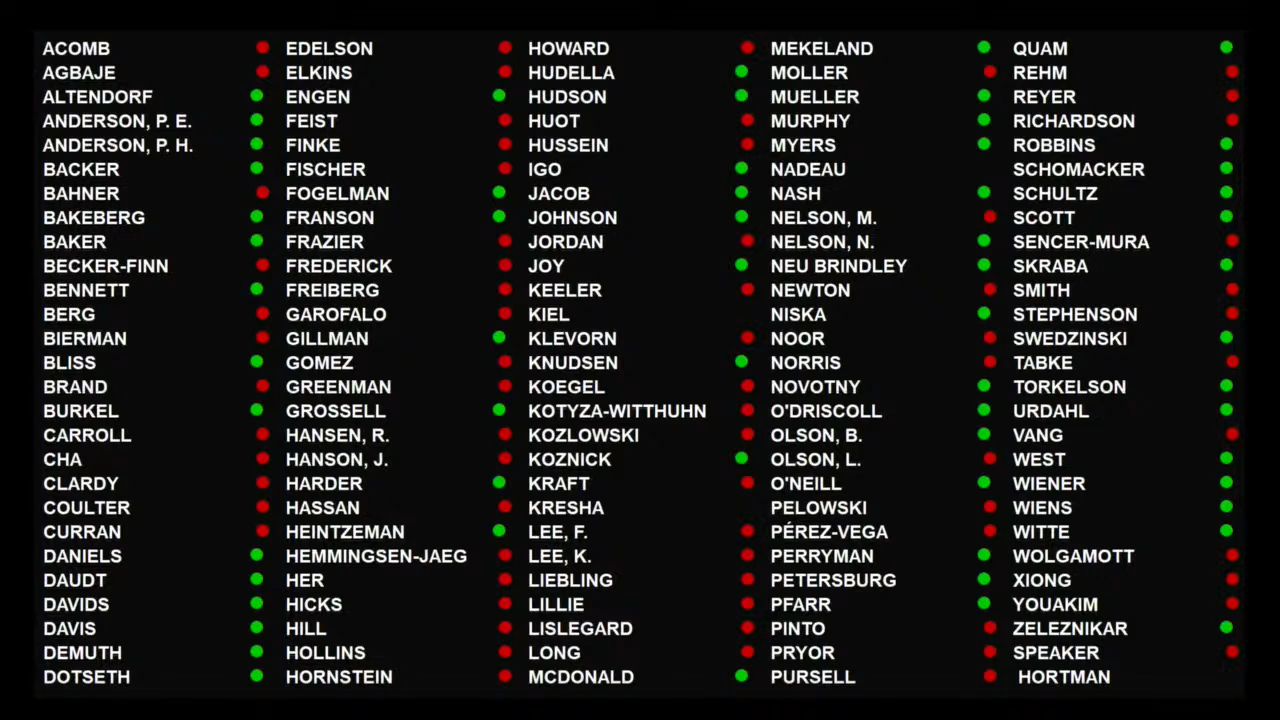 ACOMB
AGBAJE
ALTENDORF
ANDERSON, P. E.
ANDERSON, P. H.
BACKER
BAHNER
BAKEBERG
BAKER
BECKER-FINN
BENNETT
BERG
BIERMAN
BLISS
BRAND
BURKEL
CARROLL
CHA
CLARDY
COULTER
CURRAN
DANIELS
DAUDT
DAVIDS
DAVIS
DEMUTH
DOTSETH
EDELSON
ELKINS
ENGEN
FEIST
FINKE
FISCHER
FOGELMAN
FRANSON
FRAZIER
FREDERICK
FREIBERG
GAROFALO
GILLMAN
GOMEZ
GREENMAN
GROSSELL
HANSEN, R.
HANSON, J.
HARDER
HASSAN
HEINTZEMAN
HEMMINGSEN-JAEG
HER
HICKS
HILL
HOLLINS
HORNSTEIN
HOWARD
HUDELLA
HUDSON
HUOT
HUSSEIN
IGO
JACOB
JOHNSON
JORDAN
JOY
KEELER
KIEL
KLEVORN
KNUDSEN
KOEGEL
KOTYZA-WITTHUHN
KOZLOWSKI
KOZNICK
KRAFT
KRESHA
LEE, F.
LEE, K.
LIEBLING
LILLIE
LISLEGARD
LONG
MCDONALD
MEKELAND
MOLLER
MUELLER
MURPHY
MYERS
NADEAU
NASH
NELSON, M.
NELSON, N.
NEU BRINDLEY
NEWTON
NISKA
NOOR
NORRIS
NOVOTNY
O'DRISCOLL
OLSON, B.
OLSON, L.
O'NEILL
PELOWSKI
PÉREZ-VEGA
PERRYMAN
PETERSBURG
PFARR
PINTO
PRYOR
PURSELL
QUAM
REHM
REYER
RICHARDSON
ROBBINS
SCHOMACKER
SCHULTZ
SCOTT
SENCER-MURA
SKRABA
SMITH
STEPHENSON
SWEDZINSKI
TABKE
TORKELSON
URDAHL
VANG
WEST
WIENER
WIENS
WITTE
WOLGAMOTT
XIONG
YOUAKIM
ZELEZNIKAR
SPEAKER
HORTMAN